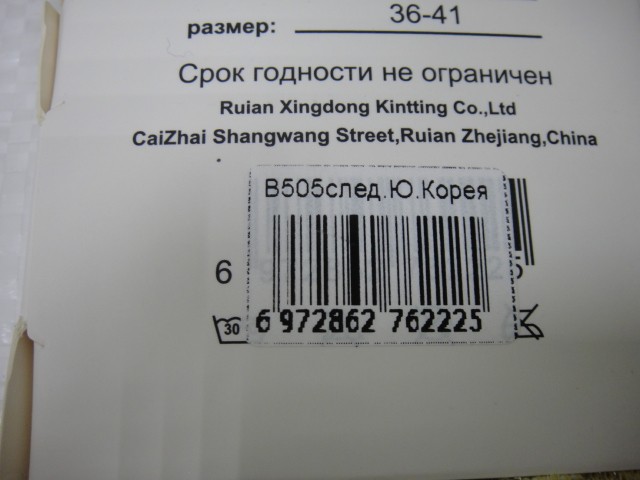 размер: 36-41
Срок годности не ограничен
Ruian Xingdong Kintting Co.,Ltd
CaiZhai Shangwang Street,Ruian Zhejiang,China
В505след.Ю.Корея
6
6 972862 762225
30